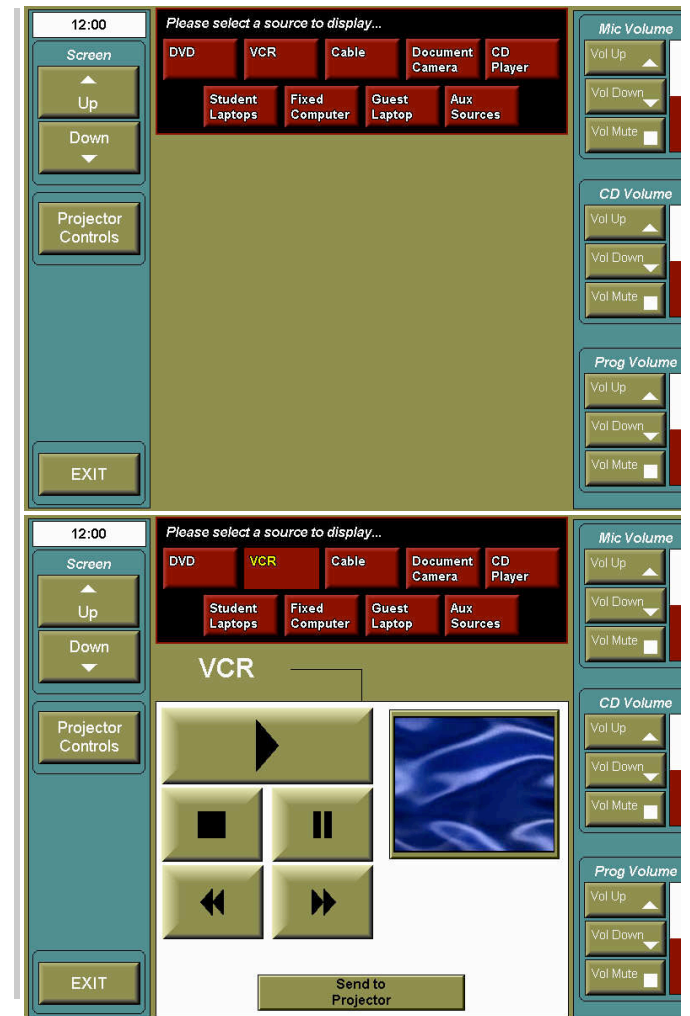 12:00
Please select a source to display...
Mic Volume
Screen
DVD
VCR
Cable
Document
Camera
CD
Player
Vol Up
Up
Student
Laptops
Fixed
Computer
Guest
Laptop
Aux
Sources
Vol Down
Down
Vol Mute
CD Volume
Projector
Controls
Vol Up
Vol Down
Vol Mute
Prog Volume
Vol Up
Vol Down
EXIT
Vol Mute
12:00
Please select a source to display...
Mic Volume
Screen
DVD
VCR
Cable
Document
Camera
CD
Player
Vol Up
Up
Student
Laptops
Fixed
Computer
Guest
Laptop
Aux
Sources
Vol Down
Down
Vol Mute
VCR
CD Volume
Projector
Controls
Vol Up
Vol Down
Vol Mute
Prog Volume
Vol Up
Vol Down
EXIT
Send to
Projector
Vol Mute